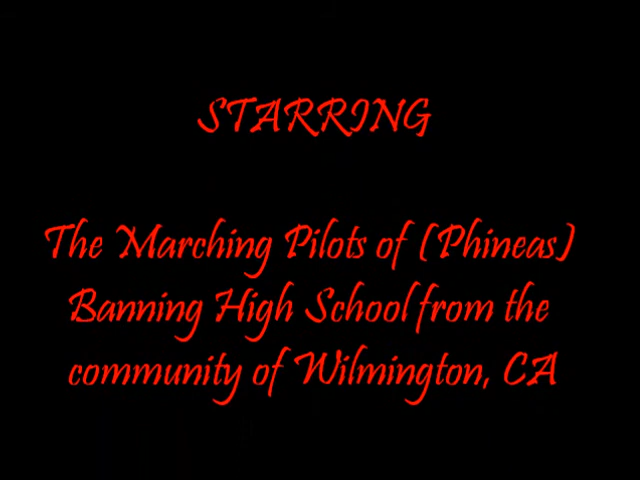 STARRING
The Marching Pilots of (Phineas)
Banning High School from the
community of Wilmington, CA